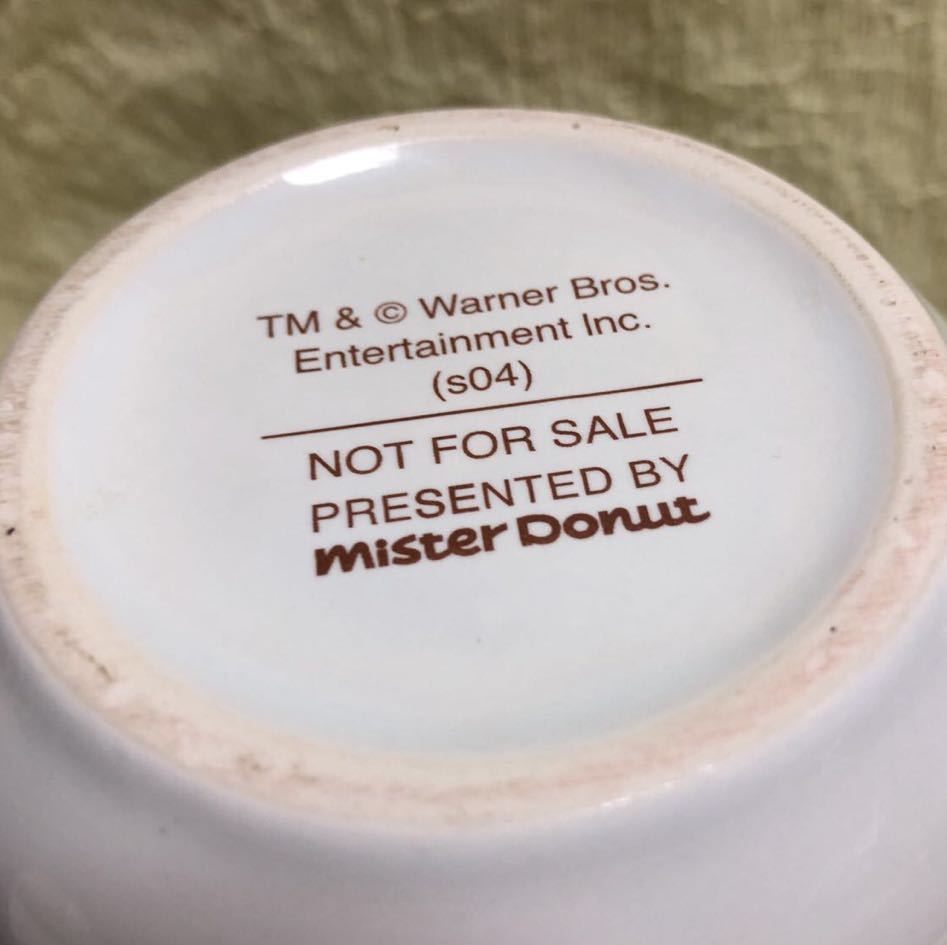 TM & © Warner Bros.
Entertainment Inc.
(s04)
NOT FOR SALE
PRESENTED BY
mister Donut